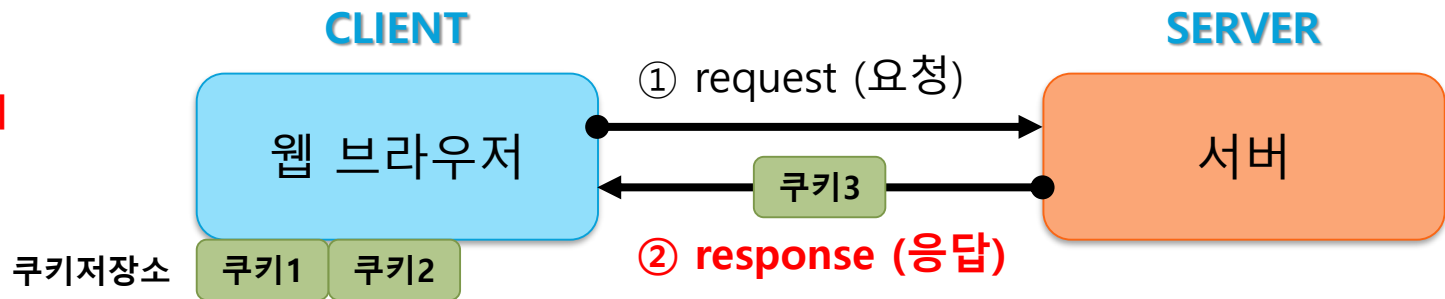 CLIENT
SERVER
① request (요청)
웹 브라우저
서버
쿠키3
② response (응답)
쿠키저장소
쿠키1
쿠키2